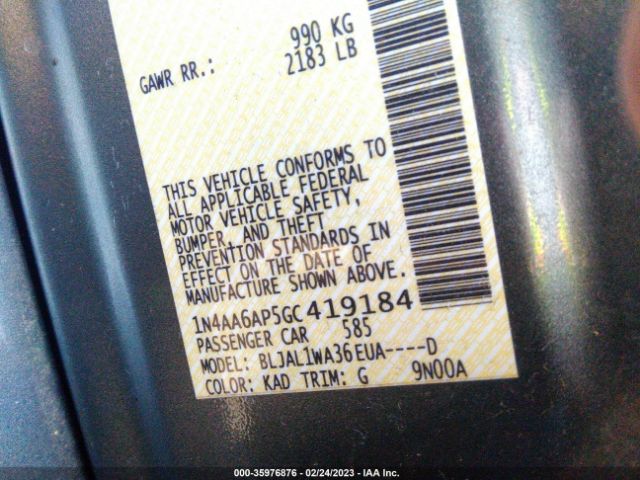 990 KG
GAWR RR.: 2183 LB
THIS VEHICLE CONFORMS TO
ALL APPLICABLE FEDERAL
MOTOR VEHICLE SAFETY,
BUMPER, AND THEFT
PREVENTION STANDARDS IN
EFFECT ON THE DATE OF
MANUFACTURE SHOWN ABOVE.
1N4AA6AP5GC419184
PASSENGER CAR 585
MODEL: BLJAL1WA36EUA----D
COLOR: KAD TRIM: G 9N00A
000-35976876 - 02/24/2023 - IAA Inc.